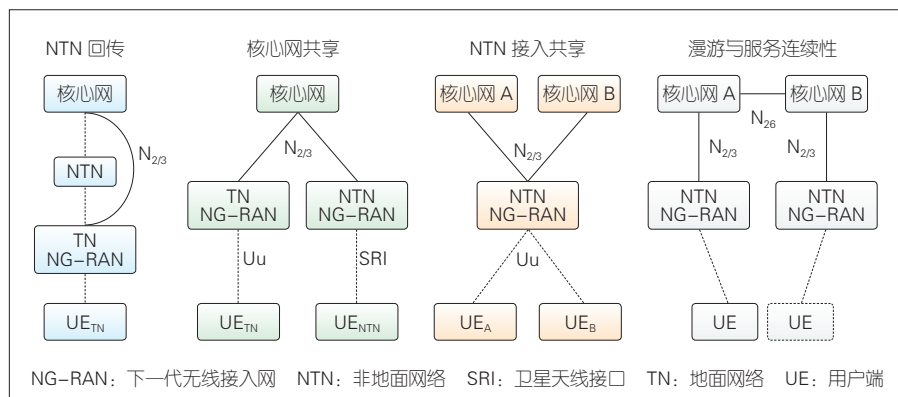 NTN 回传
核心网
N2/3
NTN
TN
NG-RAN
UE_TN
核心网共享
核心网
N2/3
TN
NG-RAN
NTN
NG-RAN
Uu
SRI
UE_TN
UE_NTN
NTN 接入共享
核心网 A
核心网 B
N2/3
NTN
NG-RAN
Uu
UE_A
UE_B
漫游与服务连续性
核心网 A
核心网 B
N26
N2/3
N2/3
NTN
NG-RAN
NTN
NG-RAN
UE
UE
NG-RAN：下一代无线接入网 NTN：非地面网络 SRI：卫星天线接口 TN：地面网络 UE：用户端